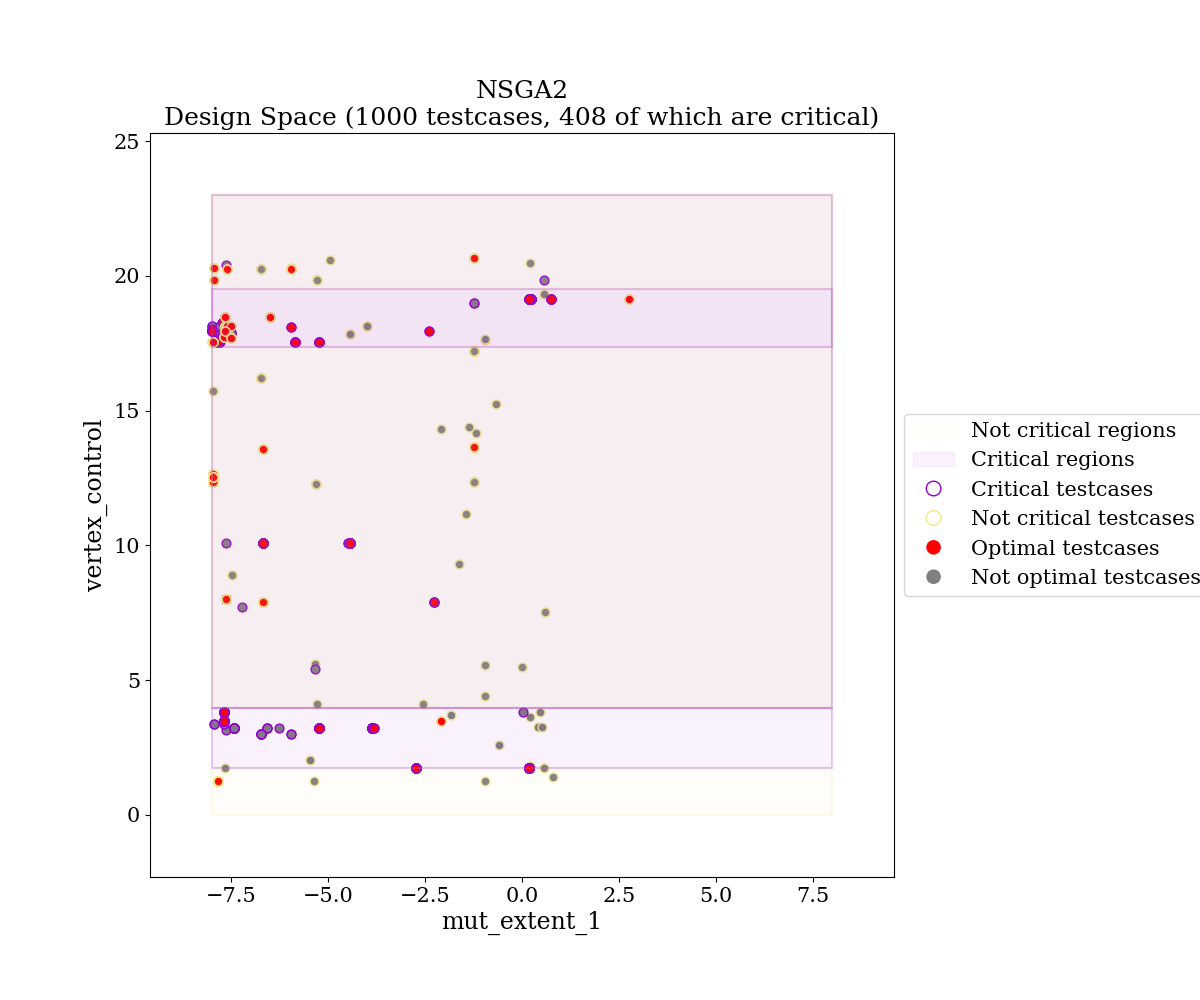 NSGA2
Design Space (1000 testcases, 408 of which are critical)
25
20
15
10
5
0
vertex_control
−7.5
−5.0
−2.5
0.0
2.5
5.0
7.5
mut_extent_1
Not critical regions
Critical regions
Critical testcases
Not critical testcases
Optimal testcases
Not optimal testcases